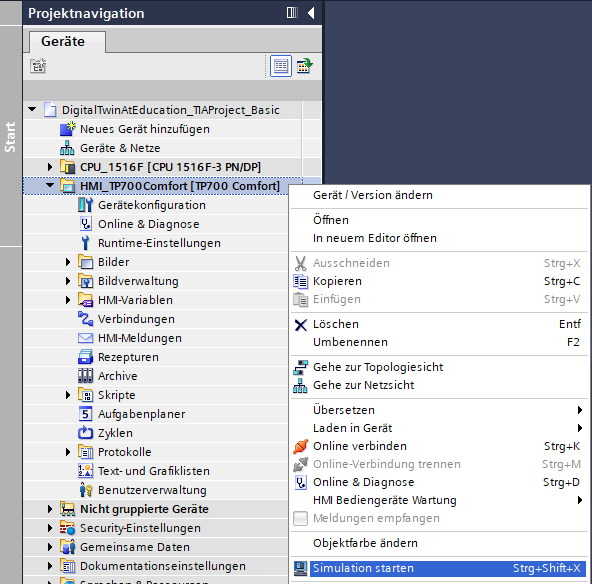 Projektnavigation
Geräte
Start
DigitalTwinAtEducation_TIAProject_Basic
Neues Gerät hinzufügen
Geräte & Netze
CPU_1516F [CPU 1516F-3 PN/DP]
HMI_TP700Comfort [TP700 Comfort]
Gerätekonfiguration
Online & Diagnose
Runtime-Einstellungen
Bilder
Bildverwaltung
HMI-Variablen
Verbindungen
HMI-Meldungen
Rezepturen
Archive
Skripte
Aufgabenplaner
Zyklen
Protokolle
Text- und Grafiklisten
Benutzerverwaltung
Nicht gruppierte Geräte
Security-Einstellungen
Gemeinsame Daten
Dokumentationseinstellungen
Sprachen & Ressourcen
Gerät / Version ändern
Öffnen
In neuem Editor öffnen
Ausschneiden Strg+X
Kopieren Strg+C
Einfügen Strg+V
Löschen Entf
Umbenennen F2
Gehe zur Topologiesicht
Gehe zur Netzsicht
Übersetzen
Laden in Gerät
Online verbinden Strg+K
Online-Verbindung trennen Strg+M
Online & Diagnose Strg+D
HMI Bediengeräte Wartung
Meldungen empfangen
Objektfarbe ändern
Simulation starten Strg+Shift+X